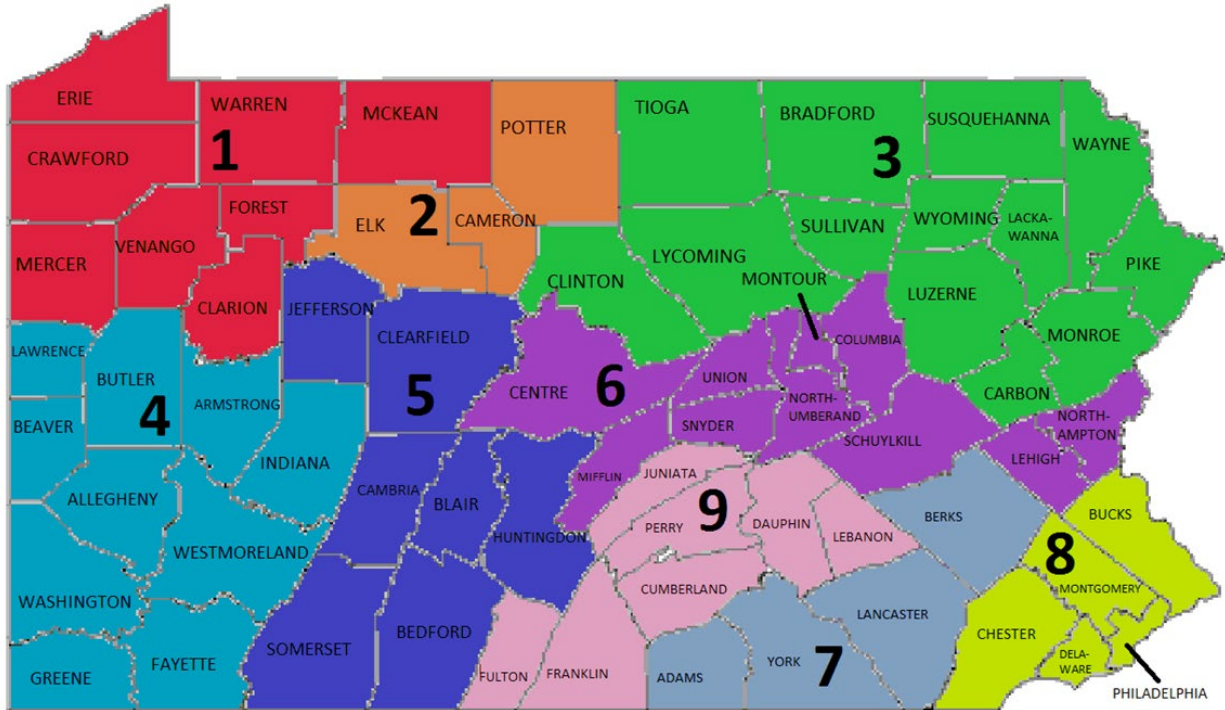 ERIE
WARREN
MCKEAN
POTTER
TIOGA
BRADFORD
SUSQUEHANNA
WAYNE
CRAWFORD
1
3
FOREST
ELK
2
CAMERON
SULLIVAN
WYOMING
LACKA-
WANNA
VENANGO
MERCER
LYCOMING
PIKE
CLINTON
MONTOUR
LUZERNE
CLARION
JEFFERSON
LAWRENCE
CLEARFIELD
COLUMBIA
MONROE
BUTLER
UNION
CENTRE
6
CARBON
ARMSTRONG
5
NORTH-
UMBERAND
4
BEAVER
SNYDER
SCHUYLKILL
NORTH-
AMPTON
LEHIGH
INDIANA
ALLEGHENY
CAMBRIA
BLAIR
MIFFLIN
JUNIATA
HUNTINGDON
PERRY
9
DAUPHIN
LEBANON
BERKS
BUCKS
8
WESTMORELAND
CUMBERLAND
MONTGOMERY
WASHINGTON
LANCASTER
CHESTER
BEDFORD
SOMERSET
DELA-
WARE
FAYETTE
GREENE
FULTON
FRANKLIN
ADAMS
YORK
7
PHILADELPHIA